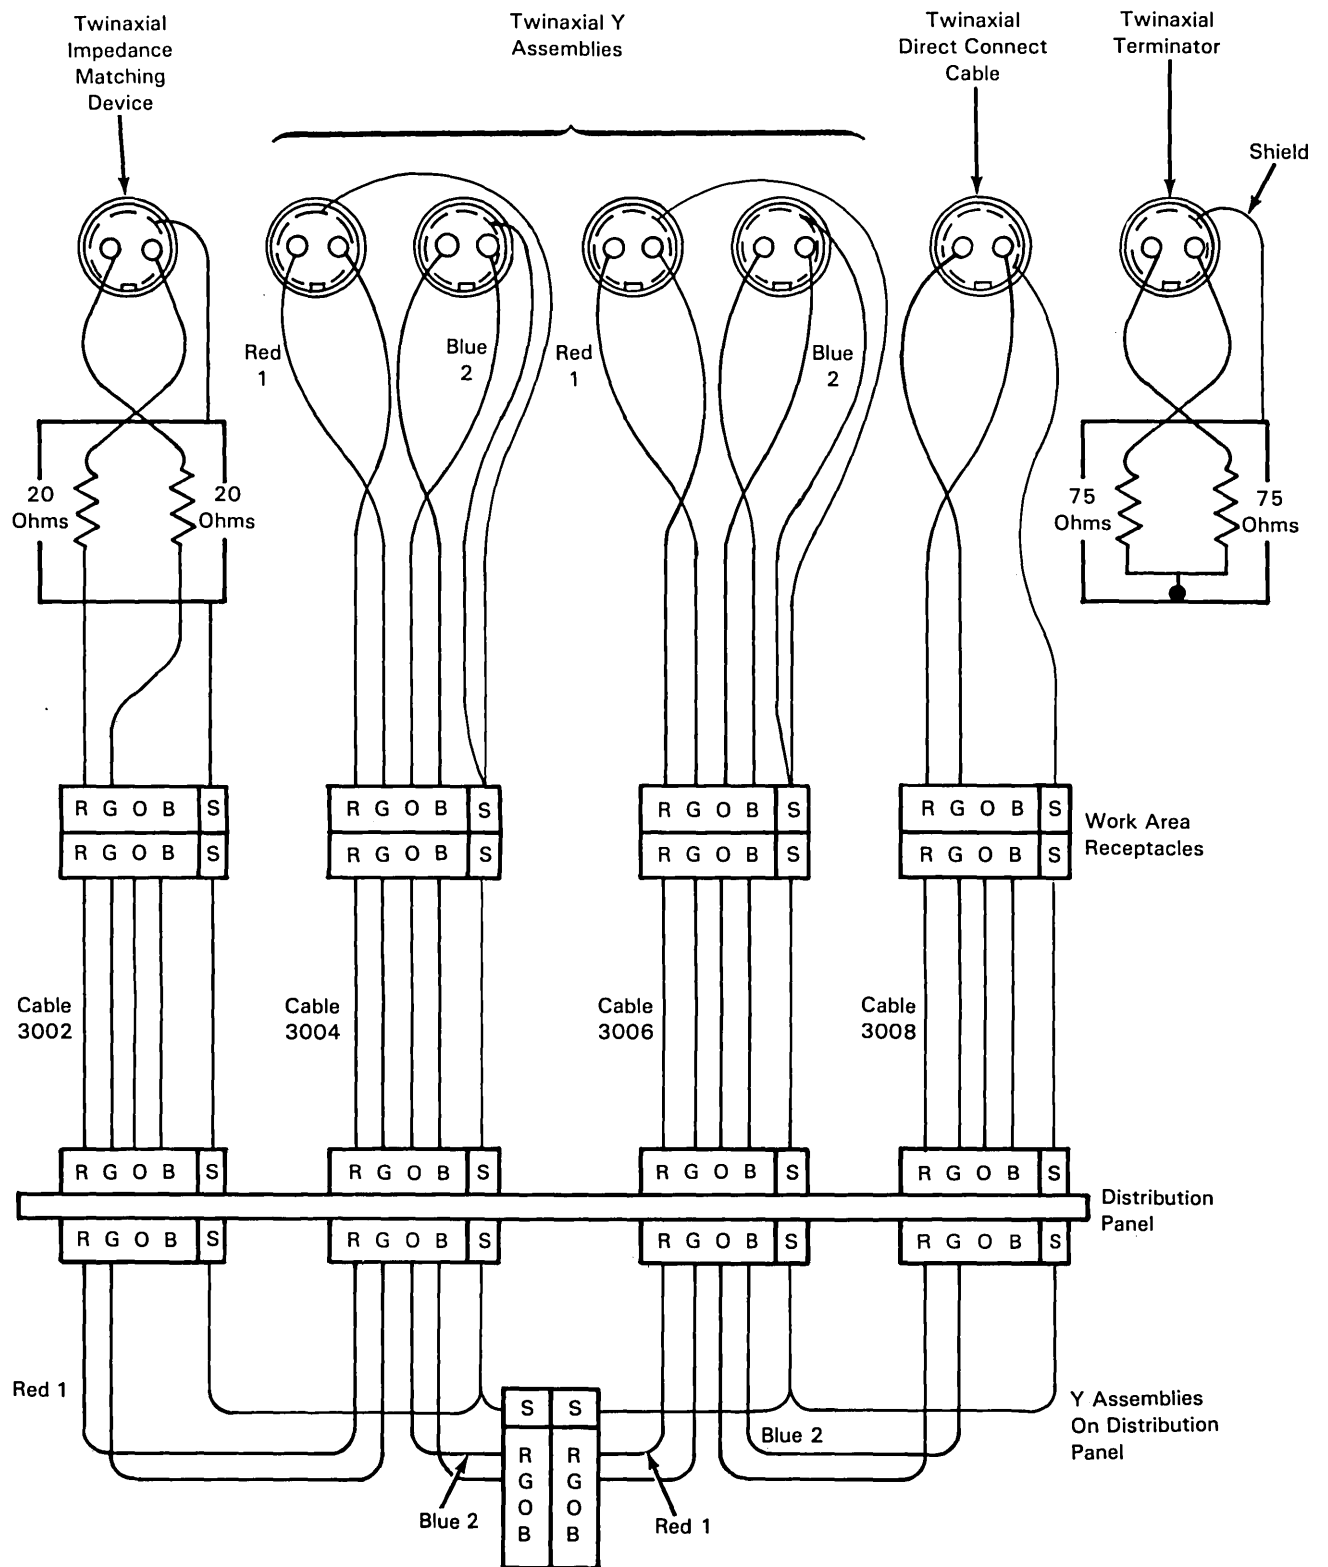 Twinaxial
Impedance
Matching
Device
Twinaxial Y
Assemblies
Twinaxial
Direct Connect
Cable
Twinaxial
Terminator
Shield
Red
1
Blue
2
Red
1
Blue
2
20
Ohms
20
Ohms
75
Ohms
75
Ohms
R G O B S
R G O B S
R G O B S
R G O B S
Work Area
Receptacles
R G O B S
R G O B S
R G O B S
R G O B S
Cable
3002
Cable
3004
Cable
3006
Cable
3008
R G O B S
R G O B S
R G O B S
R G O B S
Distribution
Panel
R G O B S
R G O B S
R G O B S
R G O B S
Red 1
S S
R R
G G
O O
B B
Blue 2
Blue 2
Red 1
Y Assemblies
On Distribution
Panel